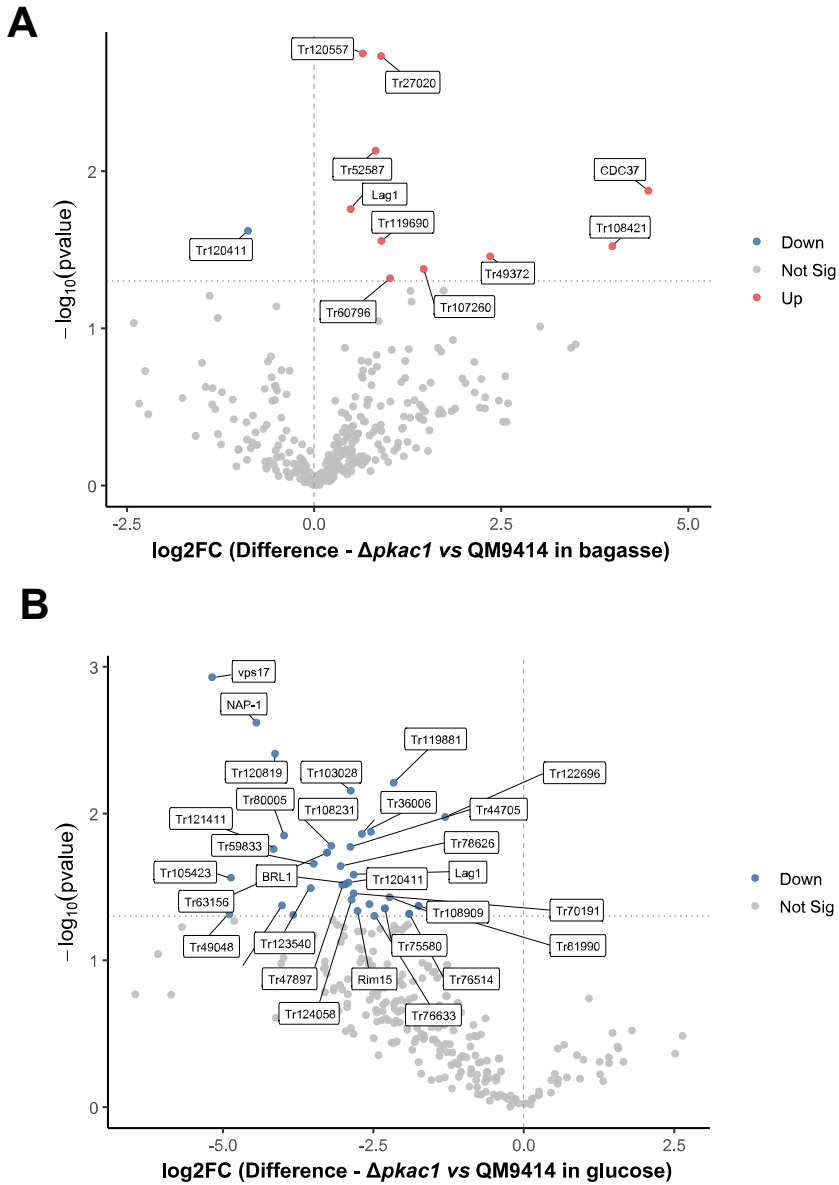 A
Tr120557
Tr27020
Tr52587
CDC37
Lag1
Tr119690
Tr108421
Tr120411
Tr49372
Tr60796
Tr107260
2
1
0
− log10(pvalue)
Down
Not Sig
Up
-2.5
0.0
2.5
5.0
log2FC (Difference - Δpkac1 vs QM9414 in bagasse)
B
vps17
NAP-1
Tr119881
Tr120819
Tr103028
Tr122696
Tr80005
Tr108231
Tr36006
Tr44705
Tr121411
Tr59833
Tr78626
Tr105423
BRL1
Tr120411
Lag1
Tr63156
Tr108909
Tr70191
Tr49048
Tr123540
Tr75580
Tr81990
Tr47897
Rim15
Tr76514
Tr124058
Tr76633
3
2
1
0
− log10(pvalue)
Down
Not Sig
-5.0
-2.5
0.0
2.5
log2FC (Difference - Δpkac1 vs QM9414 in glucose)